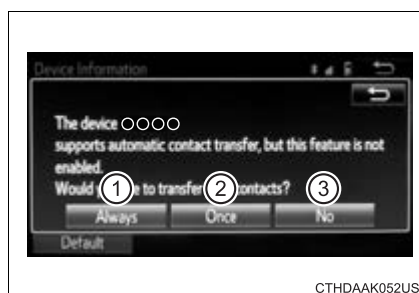 Device Information
The device ○○○○
supports automatic contact transfer, but this feature is not
enabled.
Would to transfer contacts?
1 2 3
Always Once No
Default
CTHDAAK052US